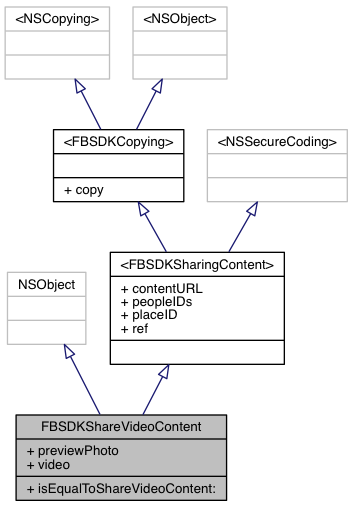 <NSCopying>
<NSObject>
<FBSDKCopying>
+ copy
<NSSecureCoding>
<FBSDKSharingContent>
+ contentURL
+ peopleIDs
+ placeID
+ ref
NSObject
FBSDKShareVideoContent
+ previewPhoto
+ video
+ isEqualToShareVideoContent: